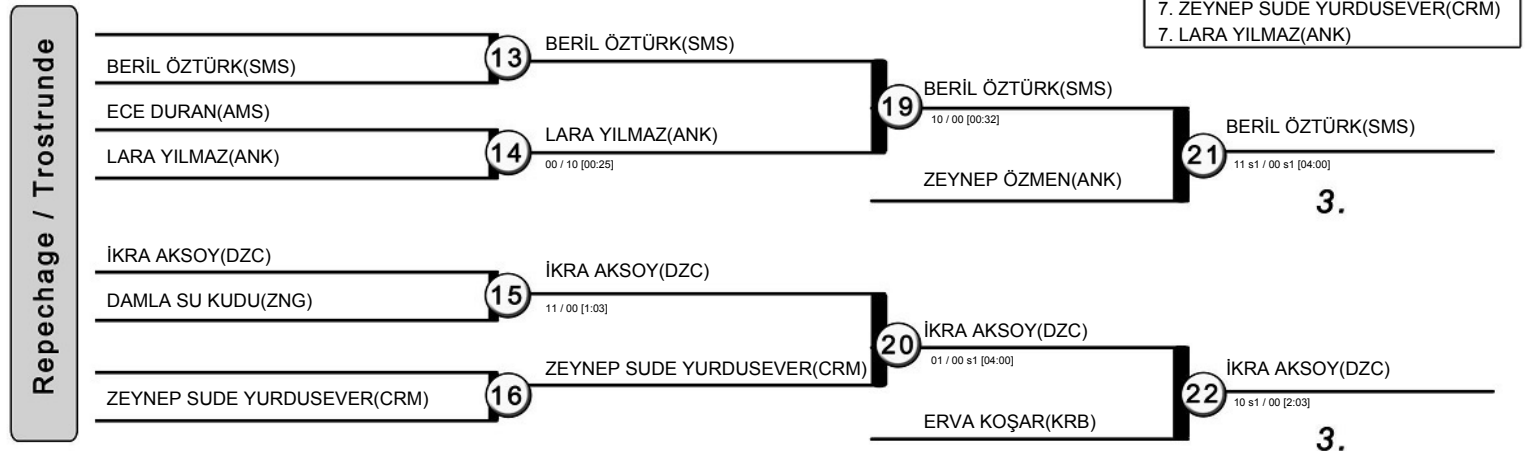 7. ZEYNEP SUDE YURDUSEVER(CRM)
7. LARA YILMAZ(ANK)
Repechage / Trostrunde
BERİL ÖZTÜRK(SMS)
13
BERİL ÖZTÜRK(SMS)
ECE DURAN(AMS)
LARA YILMAZ(ANK)
14
LARA YILMAZ(ANK)
00 / 10 [00:25]
19
BERİL ÖZTÜRK(SMS)
10 / 00 [00:32]
ZEYNEP ÖZMEN(ANK)
21
BERİL ÖZTÜRK(SMS)
11 s1 / 00 s1 [04:00]
3.
İKRA AKSOY(DZC)
DAMLA SU KUDU(ZNG)
15
İKRA AKSOY(DZC)
11 / 00 [1:03]
ZEYNEP SUDE YURDUSEVER(CRM)
16
ZEYNEP SUDE YURDUSEVER(CRM)
20
İKRA AKSOY(DZC)
01 / 00 s1 [04:00]
ERVA KOŞAR(KRB)
22
İKRA AKSOY(DZC)
10 s1 / 00 [2:03]
3.